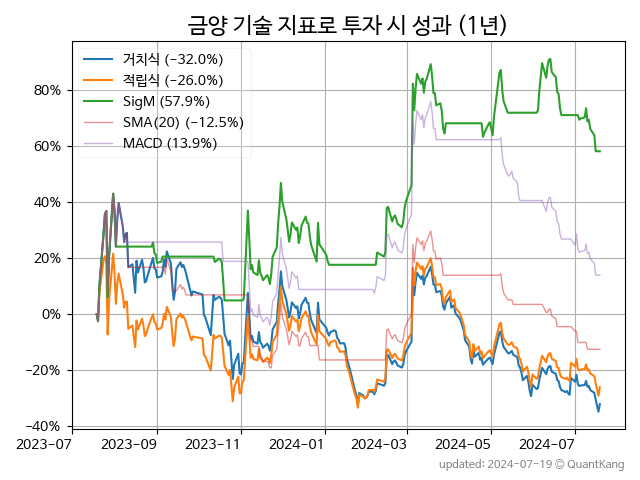 금양 기술 지표로 투자 시 성과 (1년)
거치식 (−32.0%)
적립식 (−26.0%)
SigM (57.9%)
SMA(20) (−12.5%)
MACD (13.9%)
80%
60%
40%
20%
0%
−20%
−40%
2023-07 2023-09 2023-11 2024-01 2024-03 2024-05 2024-07
updated: 2024-07-19 © QuantKang